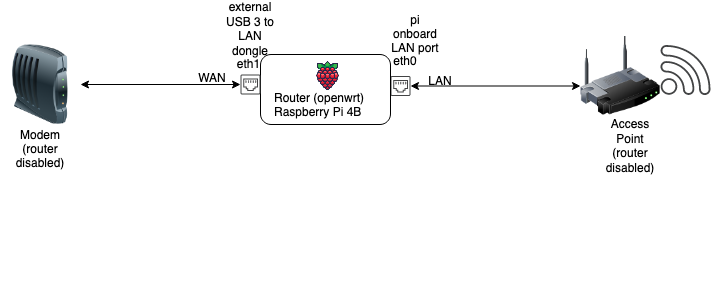 external
USB 3 to
LAN
dongle
eth1
pi
onboard
LAN port
eth0
WAN
LAN
Router (openwrt)
Raspberry Pi 4B
Modem
(router
disabled)
Access
Point
(router
disabled)